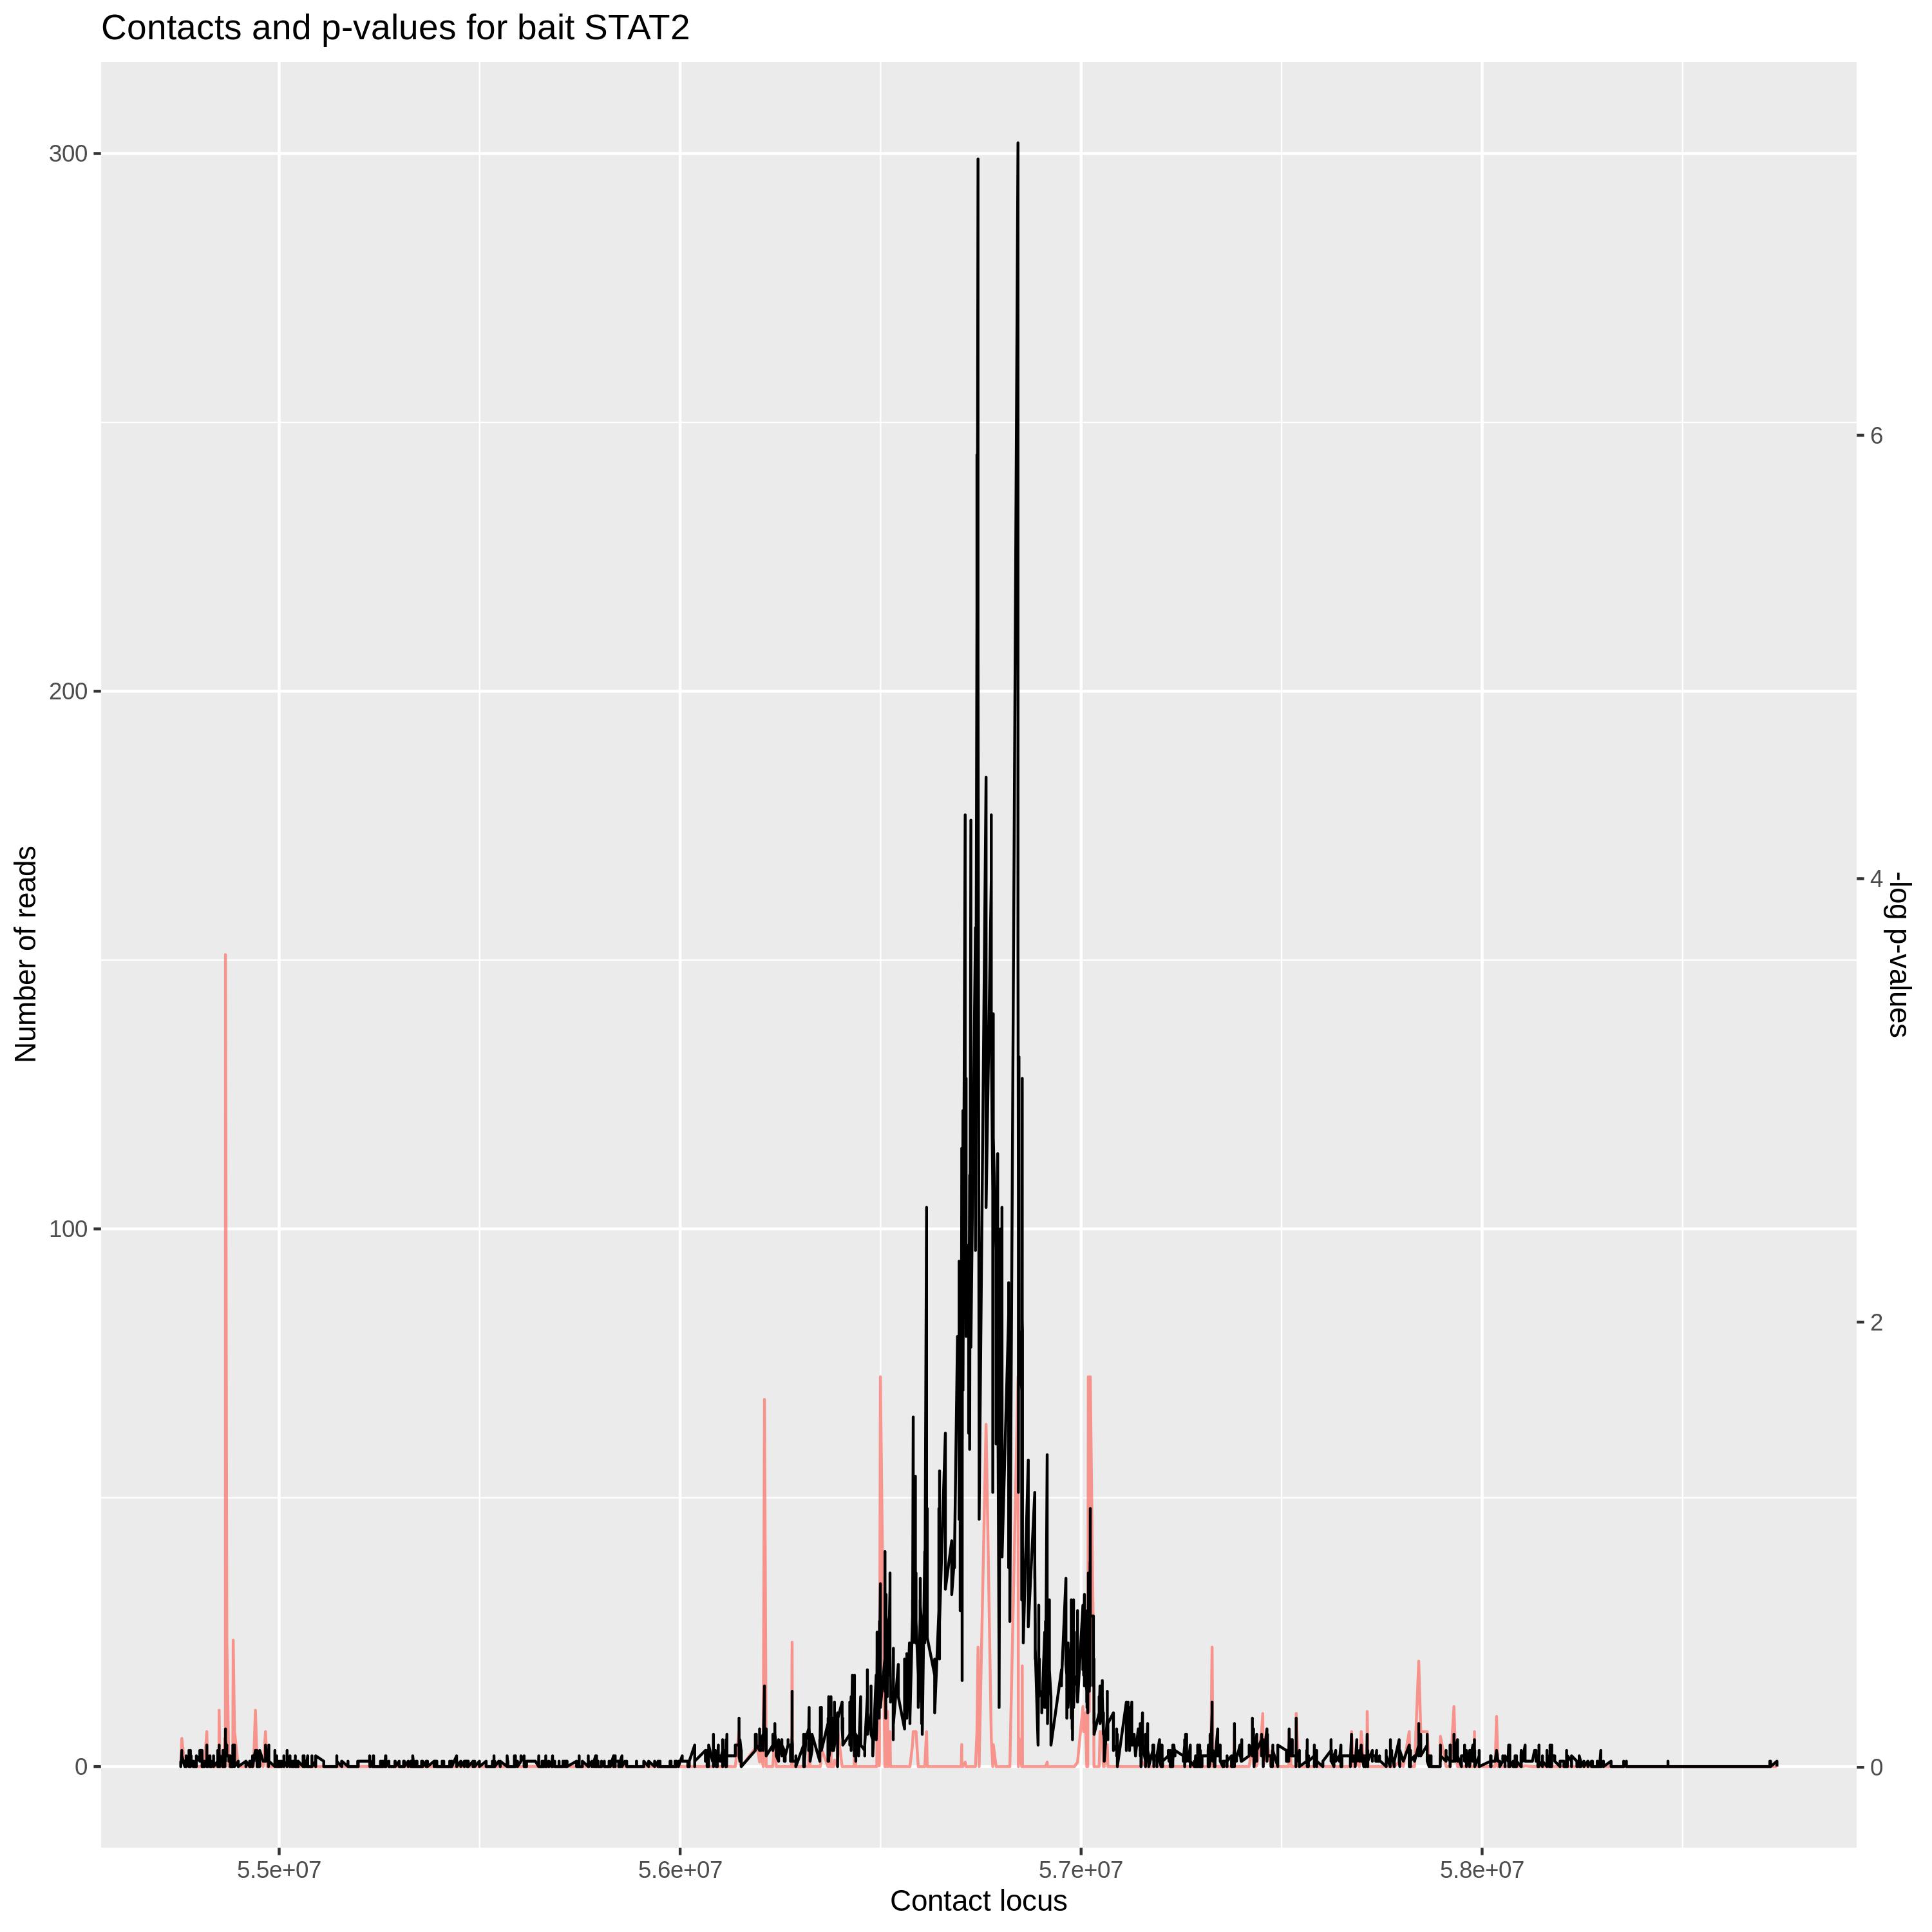 Contacts and p-values for bait STAT2
300
200
100
0
Number of reads
6
4
2
0
-log p-values
5.5e+07
5.6e+07
5.7e+07
5.8e+07
Contact locus